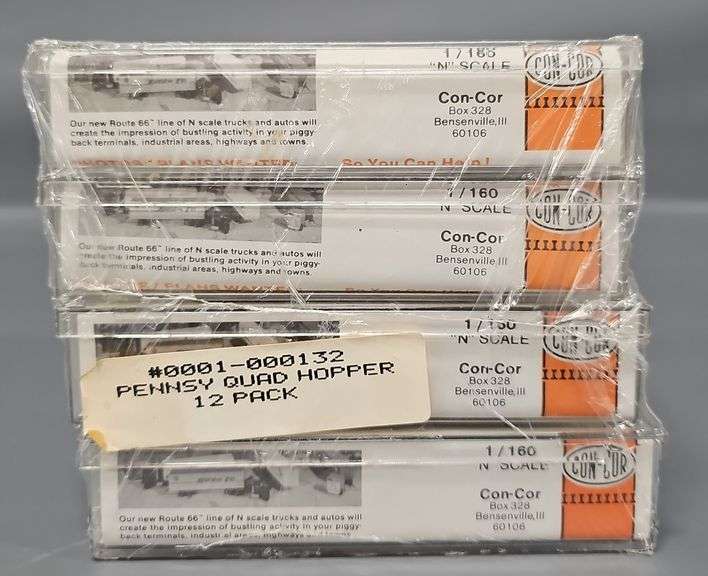 1/160
"N" SCALE
CON-COR
Con-Cor
Box 328
Bensenville,Ill
60106
Our new Route 66™ line of N scale trucks and autos will
create the impression of bustling activity in your piggy-
back terminals, industrial areas, highways and towns.
So You Can Help!
1/160
"N" SCALE
CON-COR
Con-Cor
Box 328
Bensenville,Ill
60106
Our new Route 66™ line of N scale trucks and autos will
create the impression of bustling activity in your piggy-
back terminals, industrial areas, highways and towns.
1/160
"N" SCALE
CON-COR
Con-Cor
Box 328
Bensenville,Ill
60106
#0001-000132
PENNSY QUAD HOPPER
12 PACK
1/160
"N" SCALE
CON-COR
Con-Cor
Box 328
Bensenville,Ill
60106
Our new Route 66™ line of N scale trucks and autos will
create the impression of bustling activity in your piggy-
back terminals, industrial areas, highways and towns.